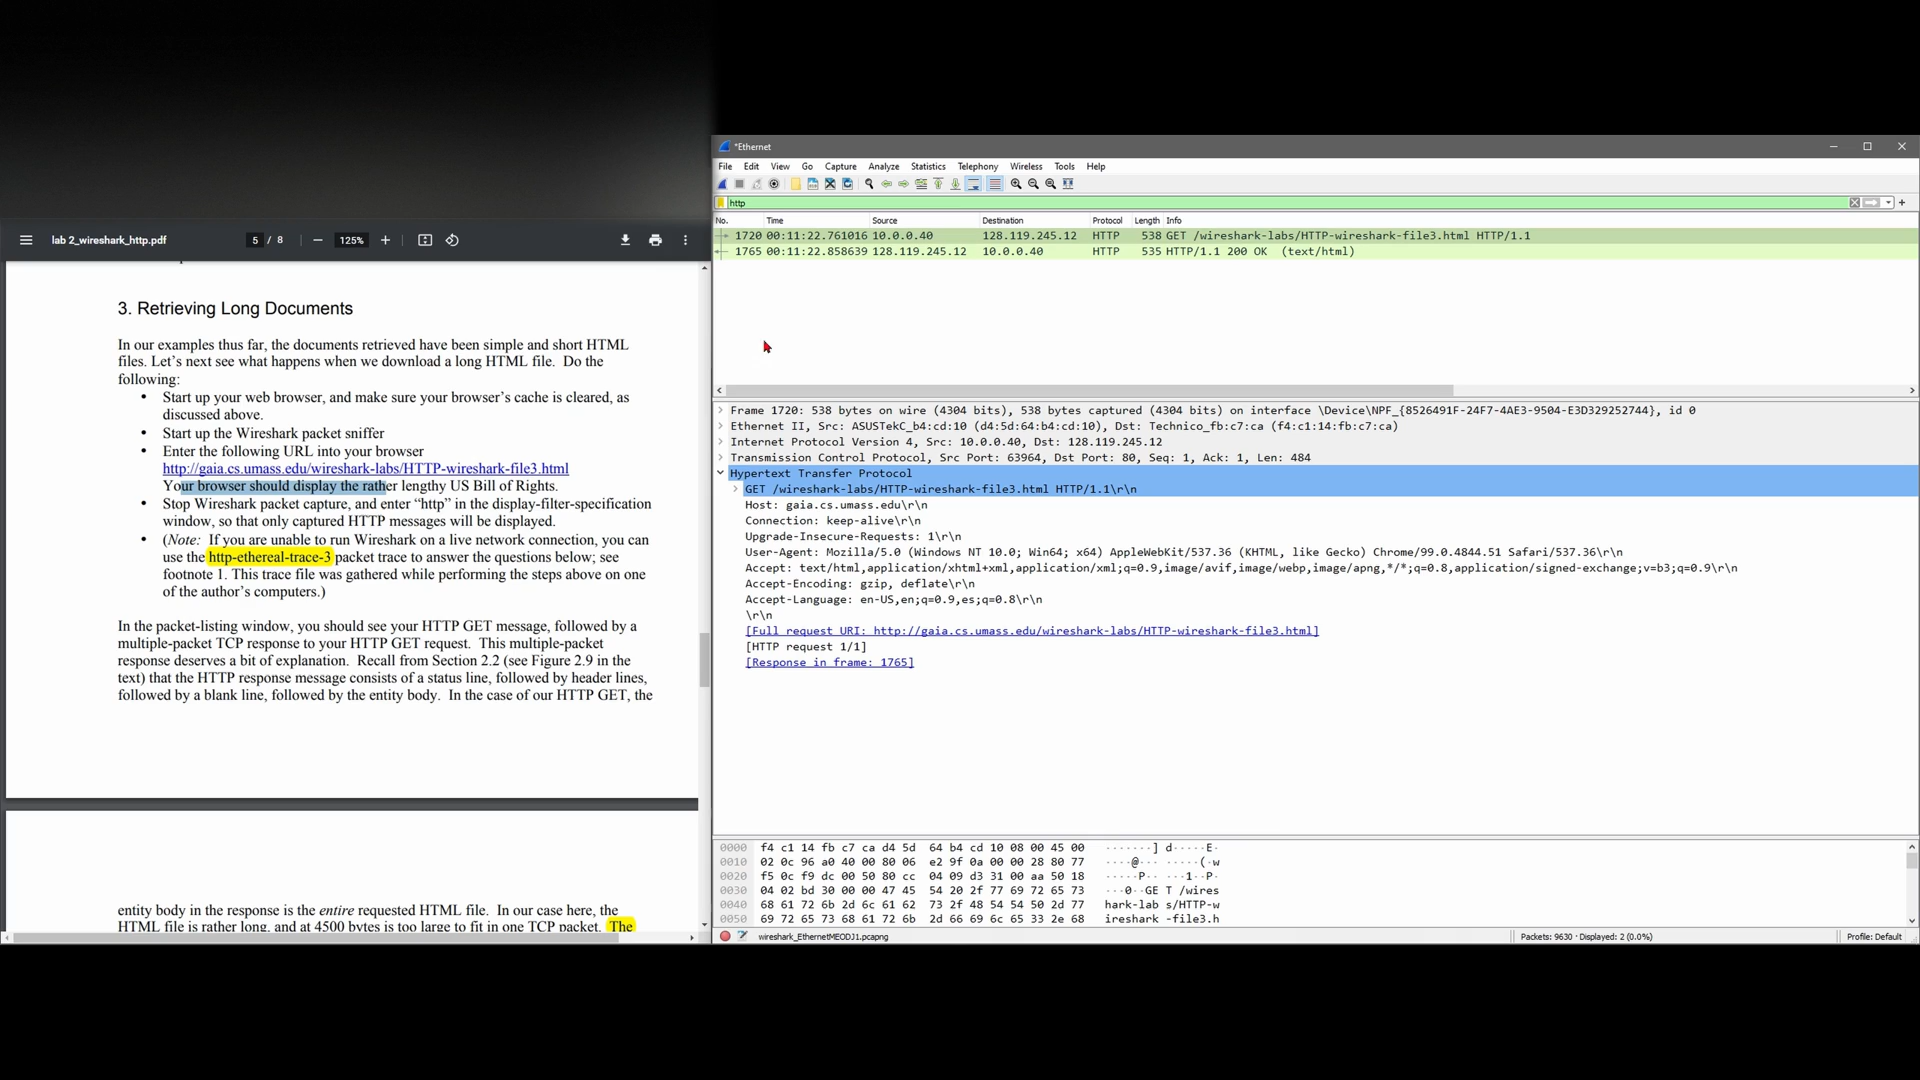 lab 2_wireshark_http.pdf
5 / 8
125%
3. Retrieving Long Documents
In our examples thus far, the documents retrieved have been simple and short HTML
files. Let’s next see what happens when we download a long HTML file.  Do the
following:
• Start up your web browser, and make sure your browser’s cache is cleared, as
discussed above.
• Start up the Wireshark packet sniffer
• Enter the following URL into your browser
http://gaia.cs.umass.edu/wireshark-labs/HTTP-wireshark-file3.html
Your browser should display the rather lengthy US Bill of Rights.
• Stop Wireshark packet capture, and enter “http” in the display-filter-specification
window, so that only captured HTTP messages will be displayed.
• (Note:  If you are unable to run Wireshark on a live network connection, you can
use the http-ethereal-trace-3 packet trace to answer the questions below; see
footnote 1. This trace file was gathered while performing the steps above on one
of the author’s computers.)
In the packet-listing window, you should see your HTTP GET message, followed by a
multiple-packet TCP response to your HTTP GET request.  This multiple-packet
response deserves a bit of explanation.  Recall from Section 2.2 (see Figure 2.9 in the
text) that the HTTP response message consists of a status line, followed by header lines,
followed by a blank line, followed by the entity body.  In the case of our HTTP GET, the
entity body in the response is the entire requested HTML file.  In our case here, the
HTML file is rather long, and at 4500 bytes is too large to fit in one TCP packet.  The
*Ethernet
File Edit View Go Capture Analyze Statistics Telephony Wireless Tools Help
http
No. Time Source Destination Protocol Length Info
1720 00:11:22.761016 10.0.0.40 128.119.245.12 HTTP 538 GET /wireshark-labs/HTTP-wireshark-file3.html HTTP/1.1
1765 00:11:22.858639 128.119.245.12 10.0.0.40 HTTP 535 HTTP/1.1 200 OK  (text/html)
Frame 1720: 538 bytes on wire (4304 bits), 538 bytes captured (4304 bits) on interface \Device\NPF_{8526491F-24F7-4AE3-9504-E3D329252744}, id 0
Ethernet II, Src: ASUSTekC_b4:cd:10 (d4:5d:64:b4:cd:10), Dst: Technico_fb:c7:ca (f4:c1:14:fb:c7:ca)
Internet Protocol Version 4, Src: 10.0.0.40, Dst: 128.119.245.12
Transmission Control Protocol, Src Port: 63964, Dst Port: 80, Seq: 1, Ack: 1, Len: 484
Hypertext Transfer Protocol
GET /wireshark-labs/HTTP-wireshark-file3.html HTTP/1.1\r\n
Host: gaia.cs.umass.edu\r\n
Connection: keep-alive\r\n
Upgrade-Insecure-Requests: 1\r\n
User-Agent: Mozilla/5.0 (Windows NT 10.0; Win64; x64) AppleWebKit/537.36 (KHTML, like Gecko) Chrome/99.0.4844.51 Safari/537.36\r\n
Accept: text/html,application/xhtml+xml,application/xml;q=0.9,image/avif,image/webp,image/apng,*/*;q=0.8,application/signed-exchange;v=b3;q=0.9\r\n
Accept-Encoding: gzip, deflate\r\n
Accept-Language: en-US,en;q=0.9,es;q=0.8\r\n
\r\n
[Full request URI: http://gaia.cs.umass.edu/wireshark-labs/HTTP-wireshark-file3.html]
[HTTP request 1/1]
[Response in frame: 1765]
0000 f4 c1 14 fb c7 ca d4 5d 64 b4 cd 10 08 00 45 00 ·······] d·····E·
0010 02 0c 96 a0 40 00 80 06 e2 9f 0a 00 00 28 80 77 ····@··· ·····(·w
0020 f5 0c f9 dc 00 50 80 cc 04 09 d3 31 00 aa 50 18 ·····P·· ···1··P·
0030 04 02 bd 30 00 00 47 45 54 20 2f 77 69 72 65 73 ···0··GE T /wires
0040 68 61 72 6b 2d 6c 61 62 73 2f 48 54 54 50 2d 77 hark-lab s/HTTP-w
0050 69 72 65 73 68 61 72 6b 2d 66 69 6c 65 33 2e 68 ireshark -file3.h
wireshark_EthernetMEODJ1.pcapng
Packets: 9630 · Displayed: 2 (0.0%)
Profile: Default